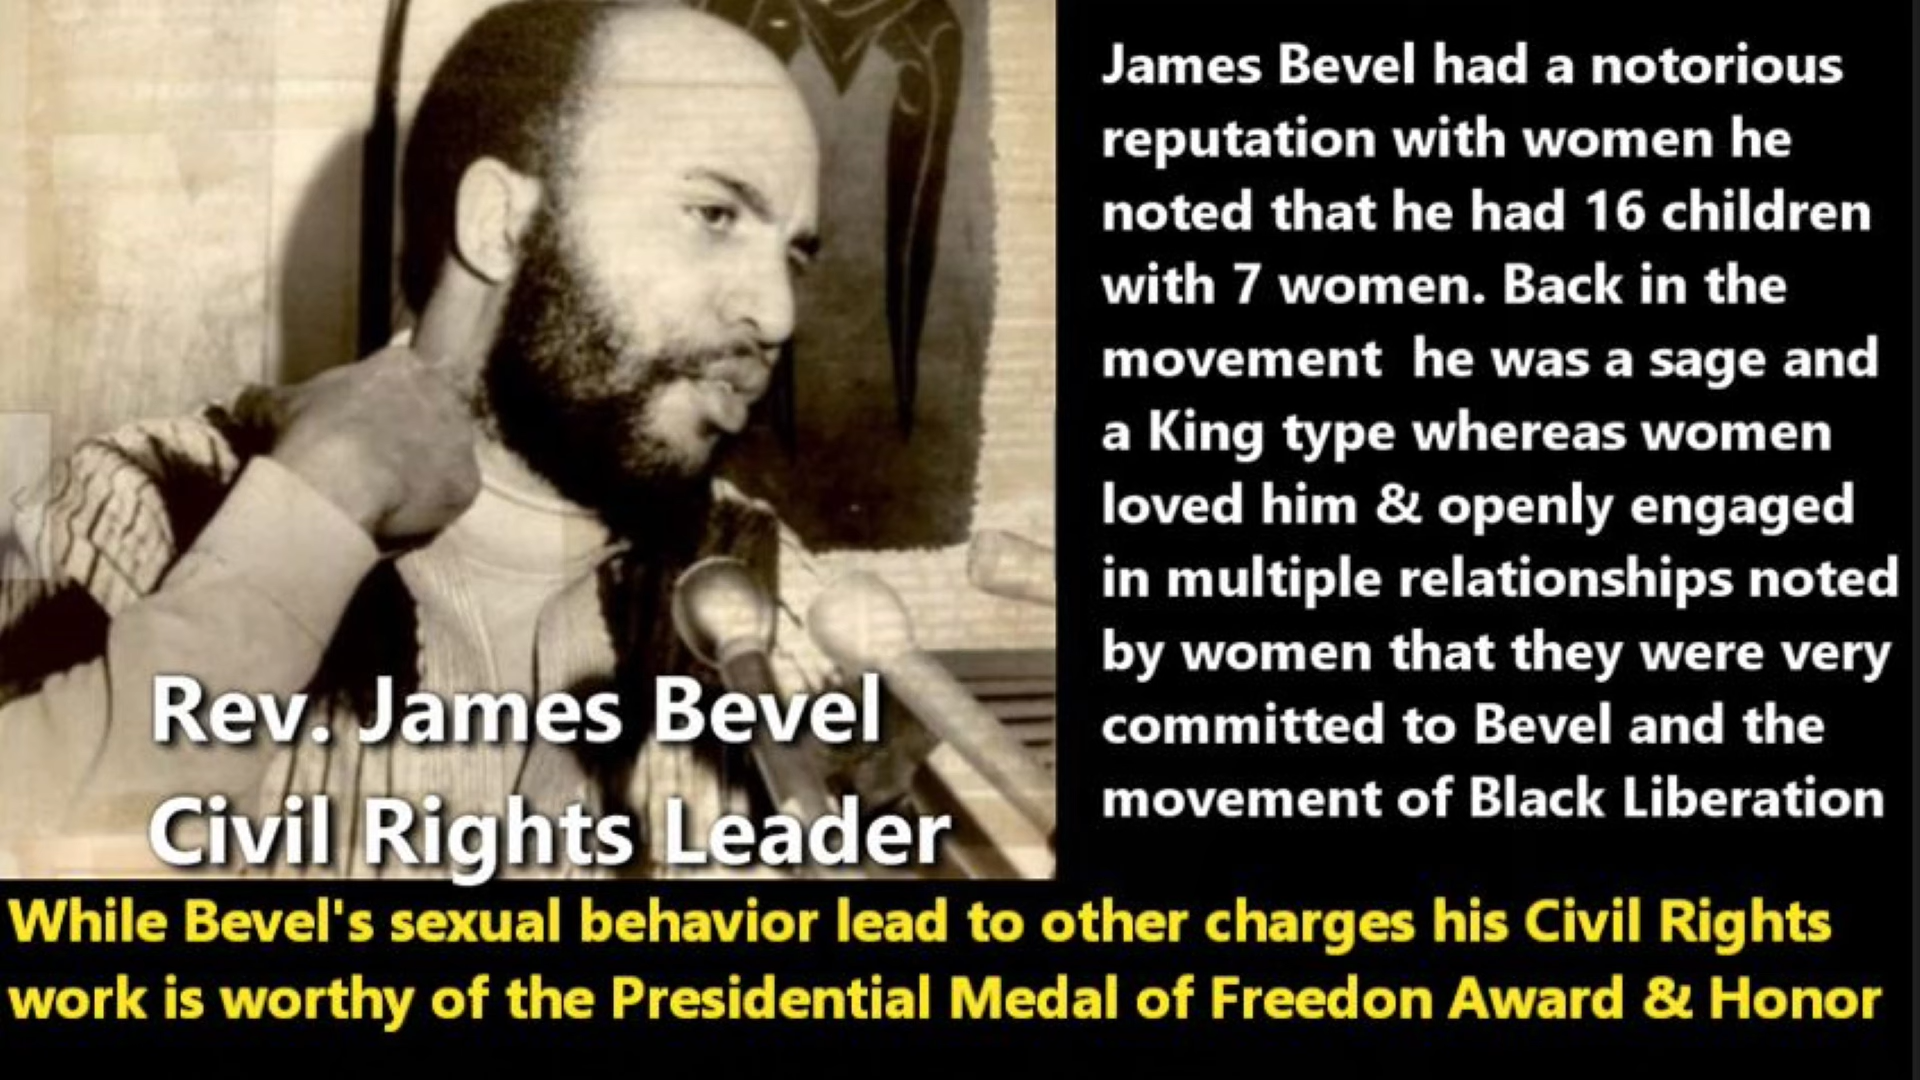 James Bevel had a notorious
reputation with women he
noted that he had 16 children
with 7 women. Back in the
movement he was a sage and
a King type whereas women
loved him & openly engaged
in multiple relationships noted
by women that they were very
committed to Bevel and the
movement of Black Liberation
Rev. James Bevel
Civil Rights Leader
While Bevel's sexual behavior lead to other charges his Civil Rights
work is worthy of the Presidential Medal of Freedon Award & Honor